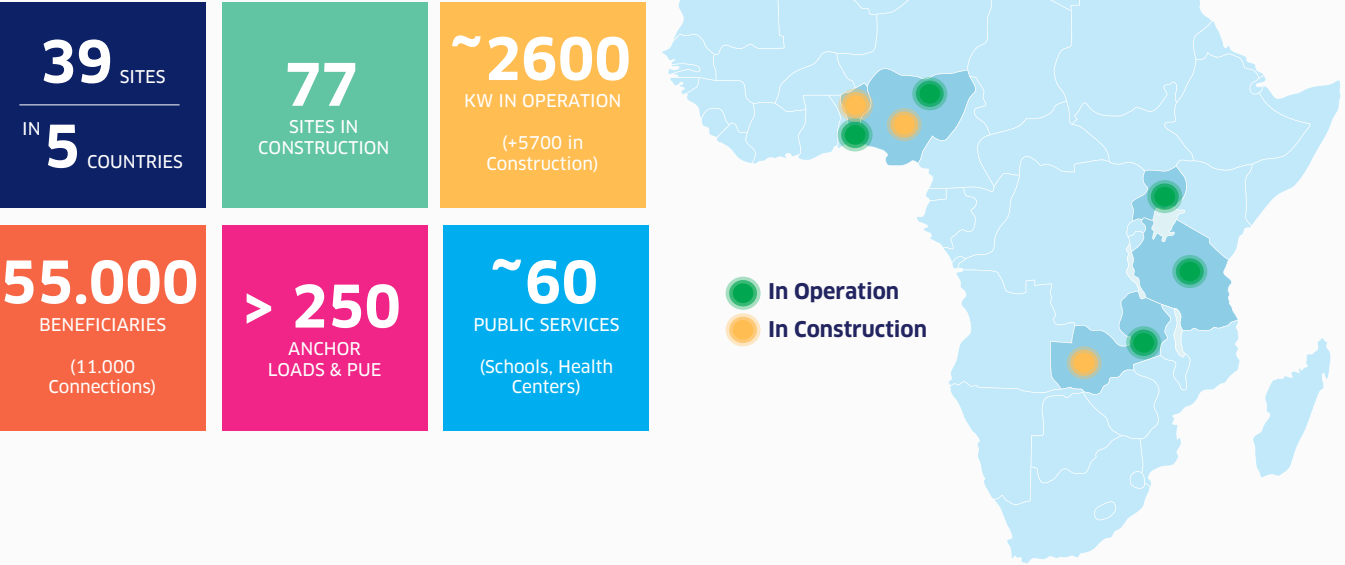 39 SITES
IN 5 COUNTRIES
77
SITES IN
CONSTRUCTION
~2600
KW IN OPERATION
(+5700 in
Construction)
55.000
BENEFICIARIES
(11.000
Connections)
> 250
ANCHOR
LOADS & PUE
~60
PUBLIC SERVICES
(Schools, Health
Centers)
In Operation
In Construction